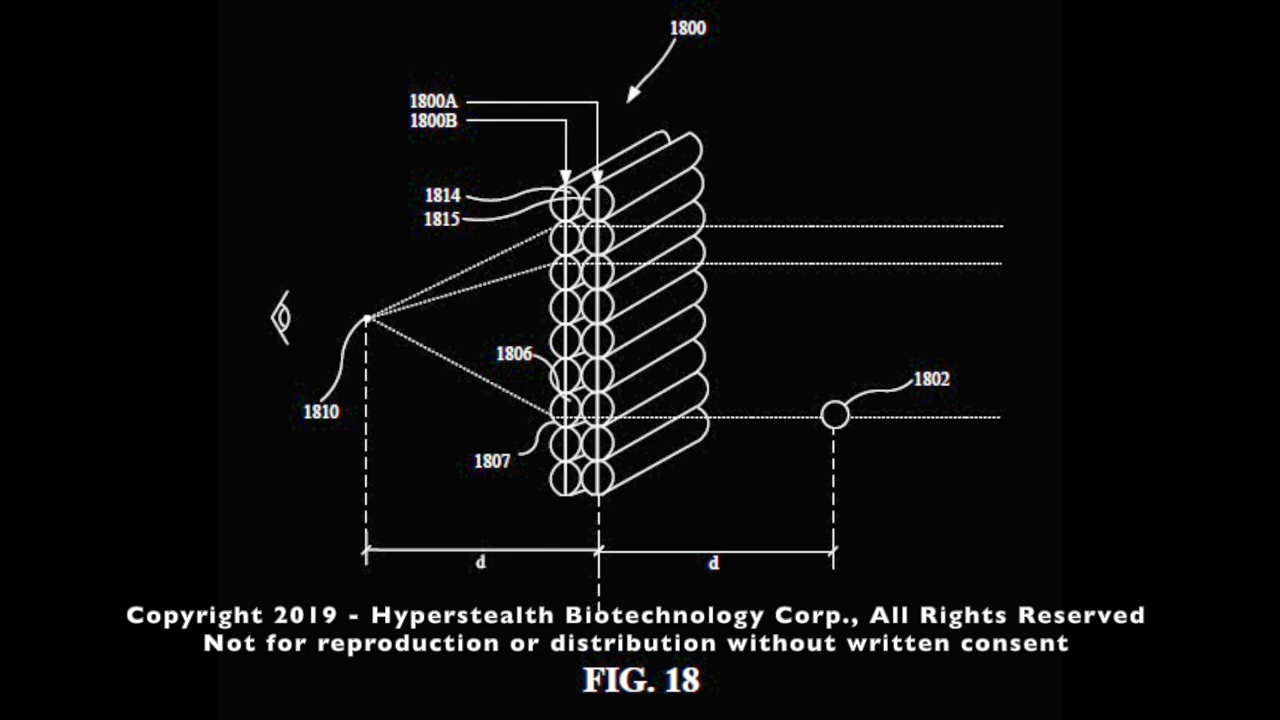 1800
1800A
1800B
1814
1815
1806
1802
1810
1807
d d
Copyright 2019 - Hyperstealth Biotechnology Corp., All Rights Reserved
Not for reproduction or distribution without written consent
FIG. 18